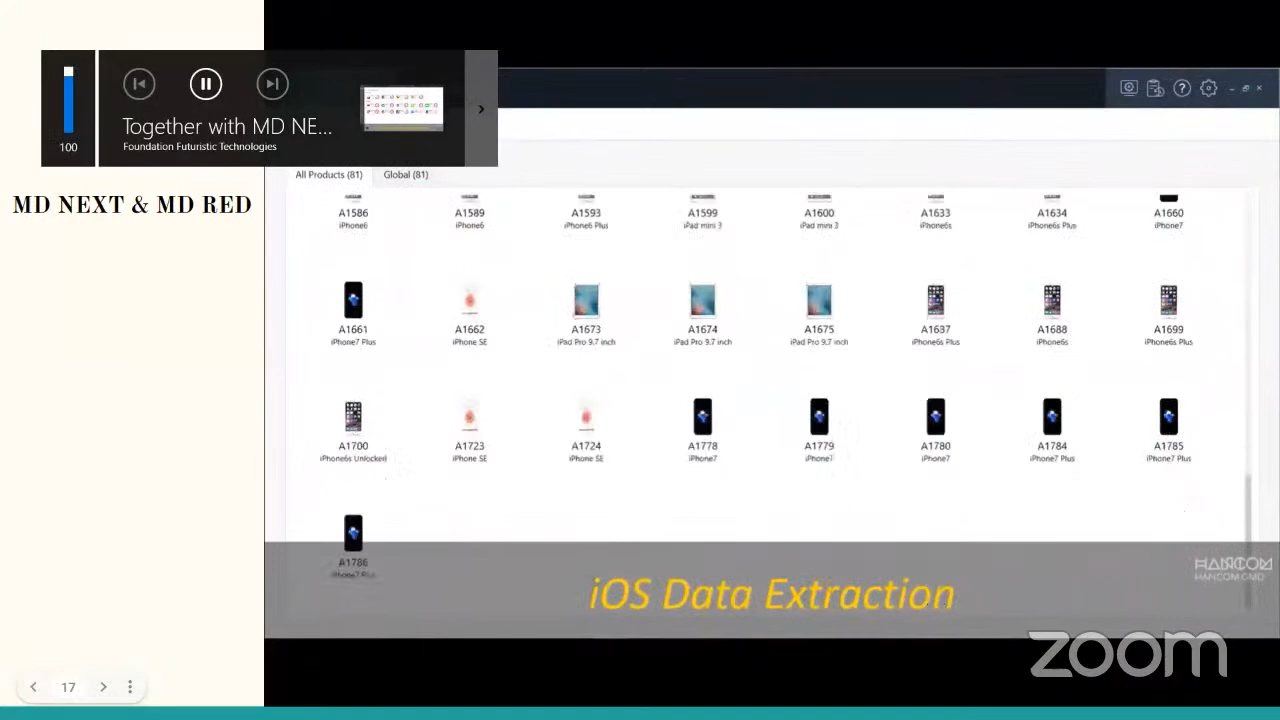 100
Together with MD NE...
Foundation Futuristic Technologies
MD NEXT & MD RED
All Products (81) Global (81)
A1586 A1589 A1593 A1599 A1600 A1633 A1634 A1660
iPhone6 iPhone6 iPhone6 Plus iPad mini 3 iPad mini 3 iPhone6s iPhone6s Plus iPhone7
A1661 A1662 A1673 A1674 A1675 A1637 A1688 A1699
iPhone7 Plus iPhone SE iPad Pro 9.7 inch iPad Pro 9.7 inch iPad Pro 9.7 inch iPhone6s Plus iPhone6s iPhone6s Plus
A1700 A1723 A1724 A1778 A1779 A1780 A1784 A1785
iPhone6s Unlocked iPhone SE iPhone SE iPhone7 iPhone7 iPhone7 iPhone7 Plus iPhone7 Plus
A1786
iPhone7 Plus
HANCOM
HANCOM GMD
iOS Data Extraction
zoom
17